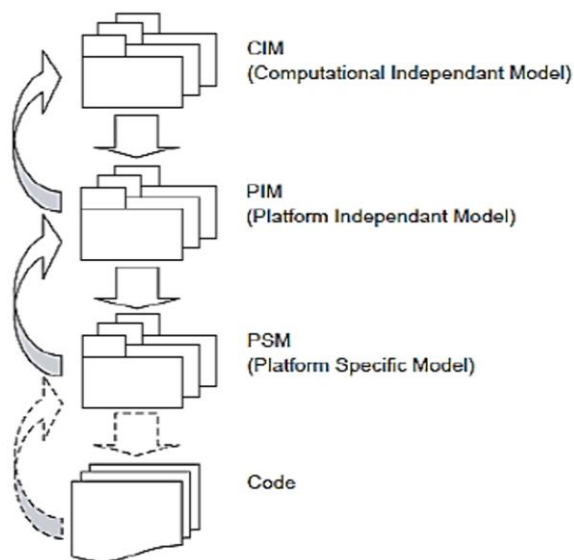 CIM
(Computational Independant Model)
PIM
(Platform Independant Model)
PSM
(Platform Specific Model)
Code